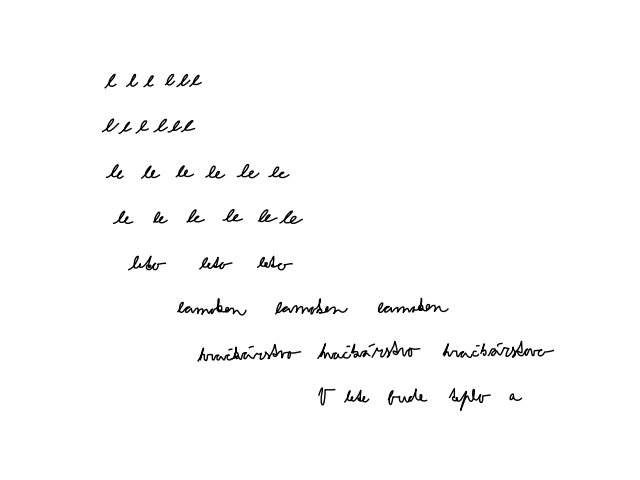 l l l l l l
l l l l l l
le le le le le le
le le le le le le
leto leto leto
lamoken lamoken lamoken
hračkárstvo hračkárstvo hračkárstovo
V lete bude teplo a